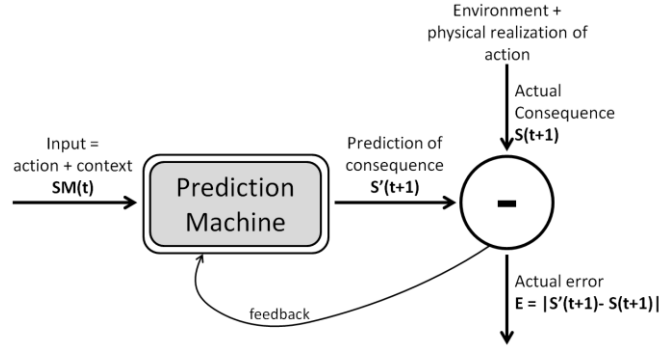 Environment +
physical realization of
action
Actual
Consequence
S(t+1)
Input =
action + context
SM(t)
Prediction
Machine
Prediction of
consequence
S’(t+1)
-
feedback
Actual error
E = |S’(t+1)- S(t+1)|